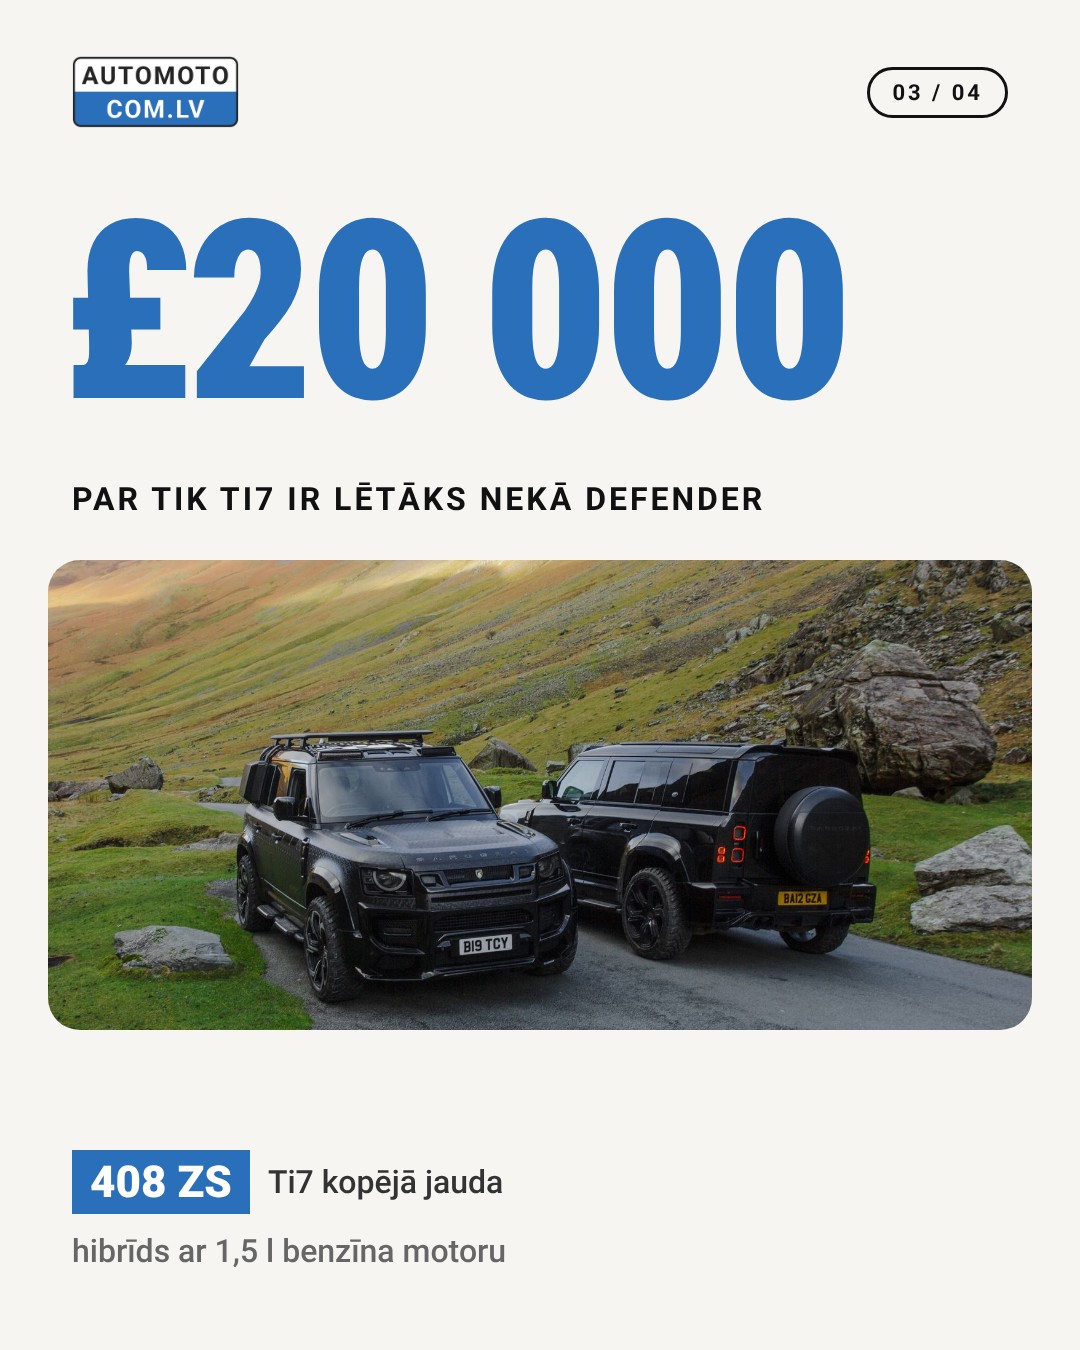 AUTOMOTO
COM.LV
03 / 04
£20 000
PAR TIK TI7 IR LĒTĀKS NEKĀ DEFENDER
B19 TCY
BA12 GZA
408 ZS Ti7 kopējā jauda
hibrīds ar 1,5 l benzīna motoru